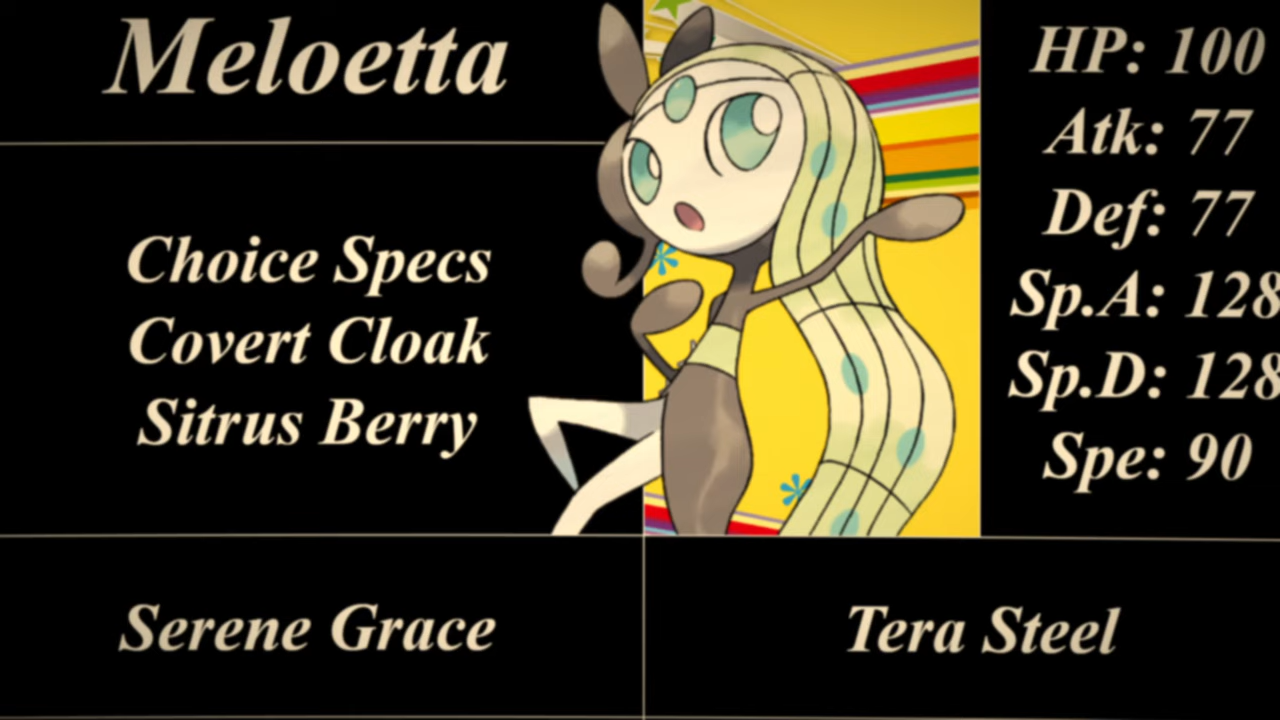 Meloetta
Choice Specs
Covert Cloak
Sitrus Berry
HP: 100
Atk: 77
Def: 77
Sp.A: 128
Sp.D: 128
Spe: 90
Serene Grace
Tera Steel